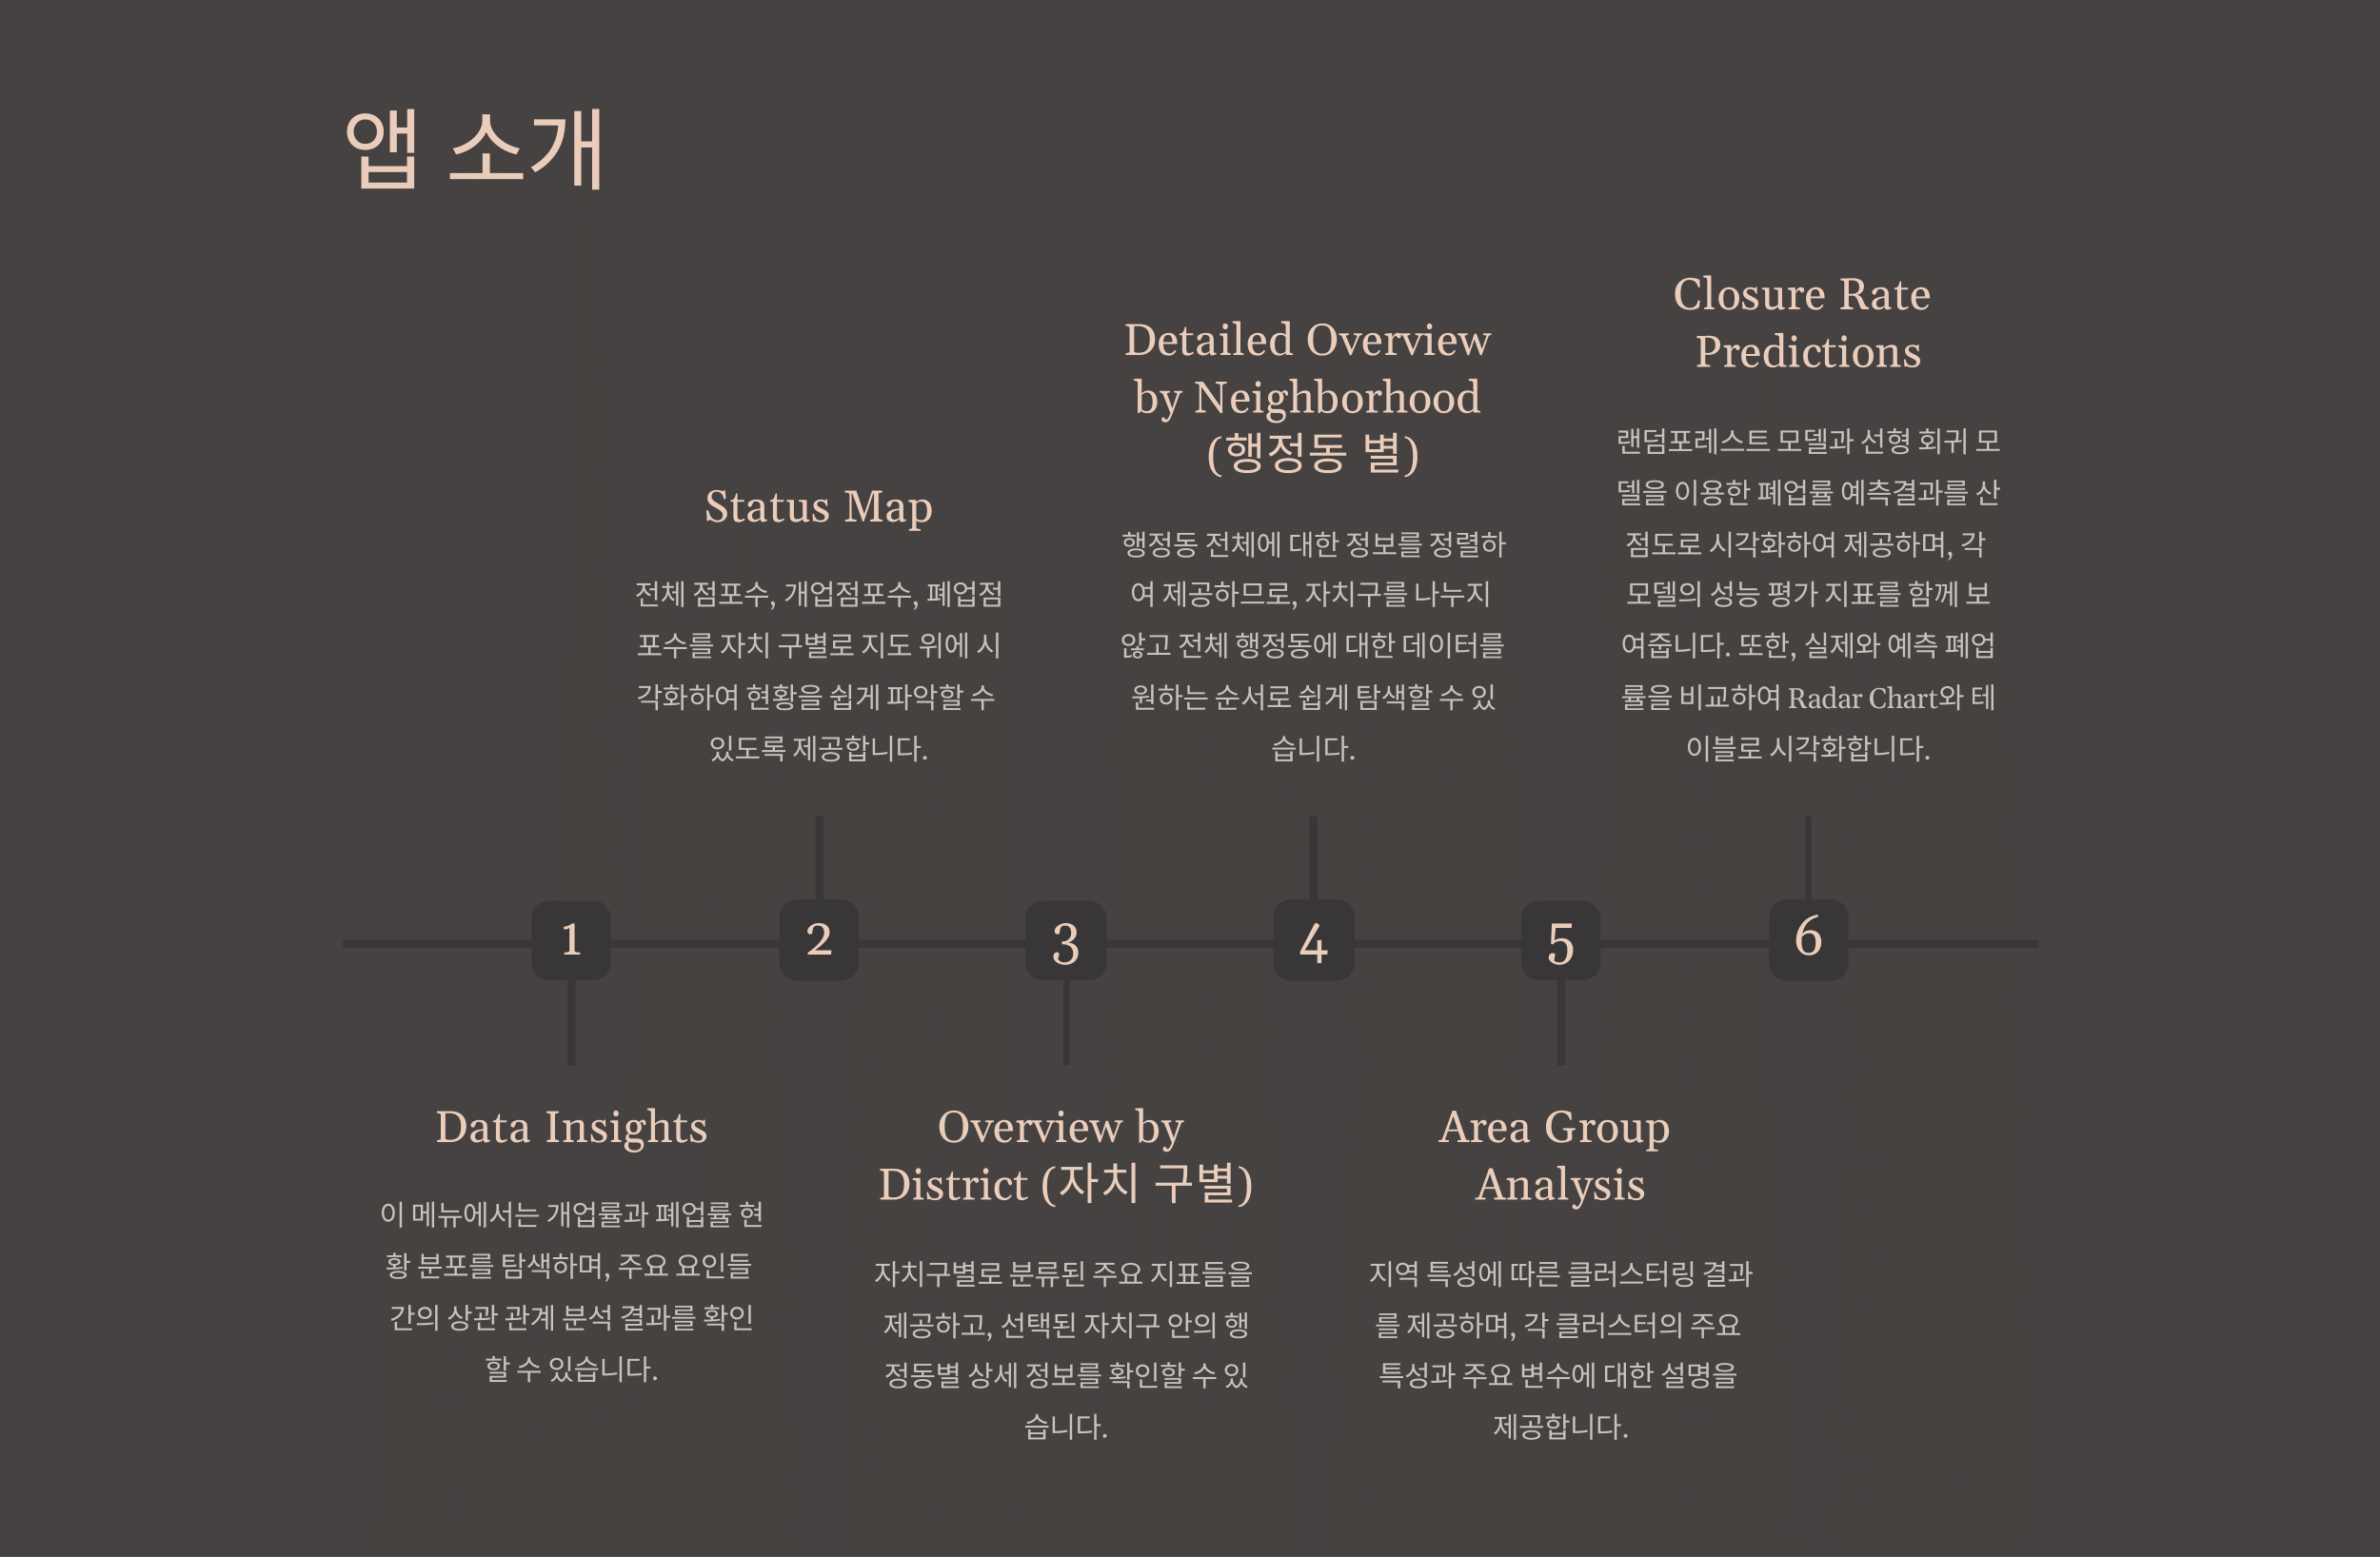 앱 소개
1
Data Insights
이 메뉴에서는 개업률과 폐업률 현
황 분포를 탐색하며, 주요 요인들
간의 상관 관계 분석 결과를 확인
할 수 있습니다.
2
Status Map
전체 점포수, 개업점포수, 폐업점
포수를 자치 구별로 지도 위에 시
각화하여 현황을 쉽게 파악할 수
있도록 제공합니다.
3
Overview by
District (자치 구별)
자치구별로 분류된 주요 지표들을
제공하고, 선택된 자치구 안의 행
정동별 상세 정보를 확인할 수 있
습니다.
4
Detailed Overview
by Neighborhood
(행정동 별)
행정동 전체에 대한 정보를 정렬하
여 제공하므로, 자치구를 나누지
않고 전체 행정동에 대한 데이터를
원하는 순서로 쉽게 탐색할 수 있
습니다.
5
Area Group
Analysis
지역 특성에 따른 클러스터링 결과
를 제공하며, 각 클러스터의 주요
특성과 주요 변수에 대한 설명을
제공합니다.
6
Closure Rate
Predictions
랜덤포레스트 모델과 선형 회귀 모
델을 이용한 폐업률 예측결과를 산
점도로 시각화하여 제공하며, 각
모델의 성능 평가 지표를 함께 보
여줍니다. 또한, 실제와 예측 폐업
률을 비교하여 Radar Chart와 테
이블로 시각화합니다.